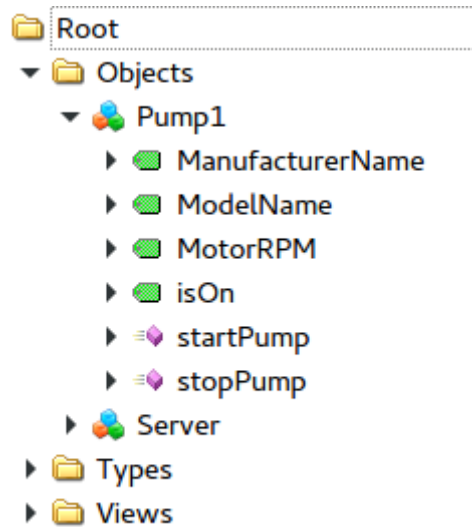 Root
Objects
Pump1
ManufacturerName
ModelName
MotorRPM
isOn
startPump
stopPump
Server
Types
Views